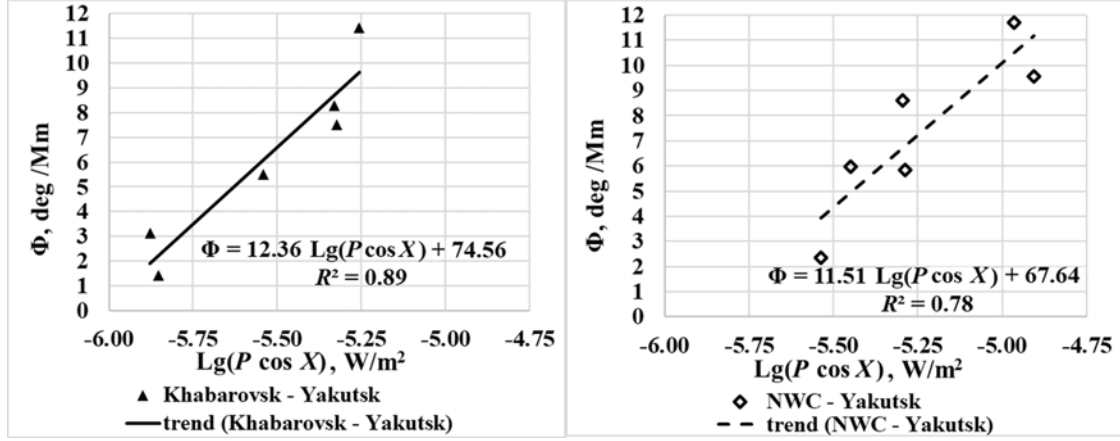 12
11
10
9
8
7
6
5
4
3
2
1
0
Φ, deg /Mm
Φ = 12.36 Lg(P cos X) + 74.56
R² = 0.89
-6.00 -5.75 -5.50 -5.25 -5.00 -4.75
Lg(P cos X), W/m²
Khabarovsk - Yakutsk
trend (Khabarovsk - Yakutsk)
12
11
10
9
8
7
6
5
4
3
2
1
0
Φ, deg /Mm
Φ = 11.51 Lg(P cos X) + 67.64
R² = 0.78
-6.00 -5.75 -5.50 -5.25 -5.00 -4.75
Lg(P cos X), W/m²
NWC - Yakutsk
trend (NWC - Yakutsk)